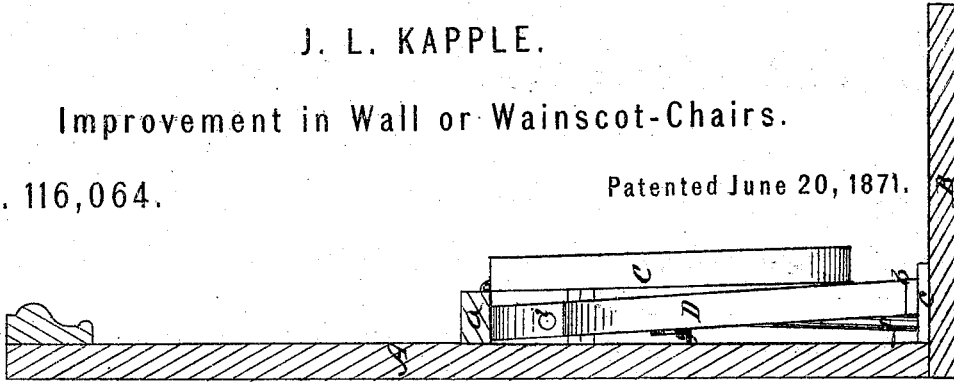 J. L. KAPPLE.
Improvement in Wall or Wainscot-Chairs.
. 116,064.
Patented June 20, 1871.
A
C
b
c
a
d
D
A